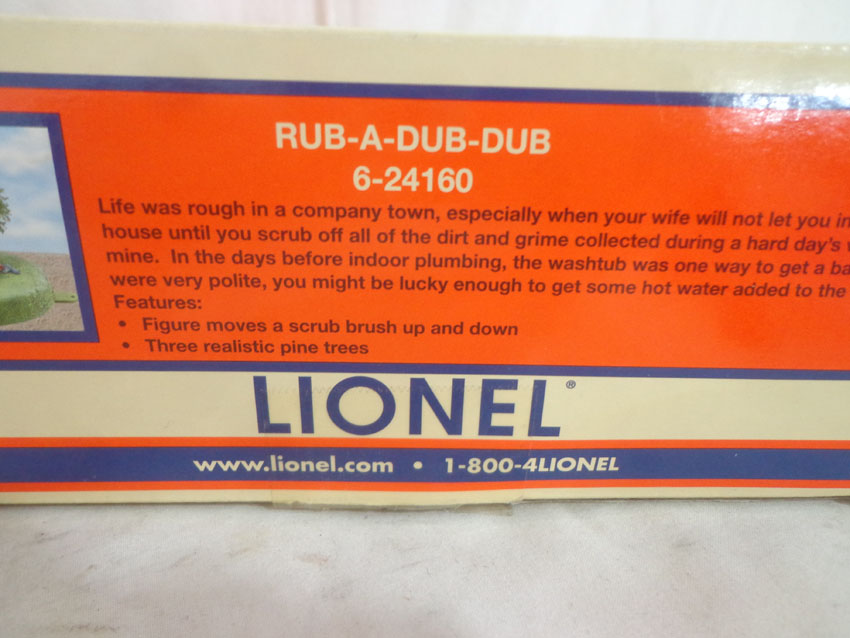 RUB-A-DUB-DUB
6-24160
Life was rough in a company town, especially when your wife will not let you in
house until you scrub off all of the dirt and grime collected during a hard day's
mine. In the days before indoor plumbing, the washtub was one way to get a ba
were very polite, you might be lucky enough to get some hot water added to the
Features:
• Figure moves a scrub brush up and down
• Three realistic pine trees
LIONEL®
www.lionel.com • 1-800-4LIONEL